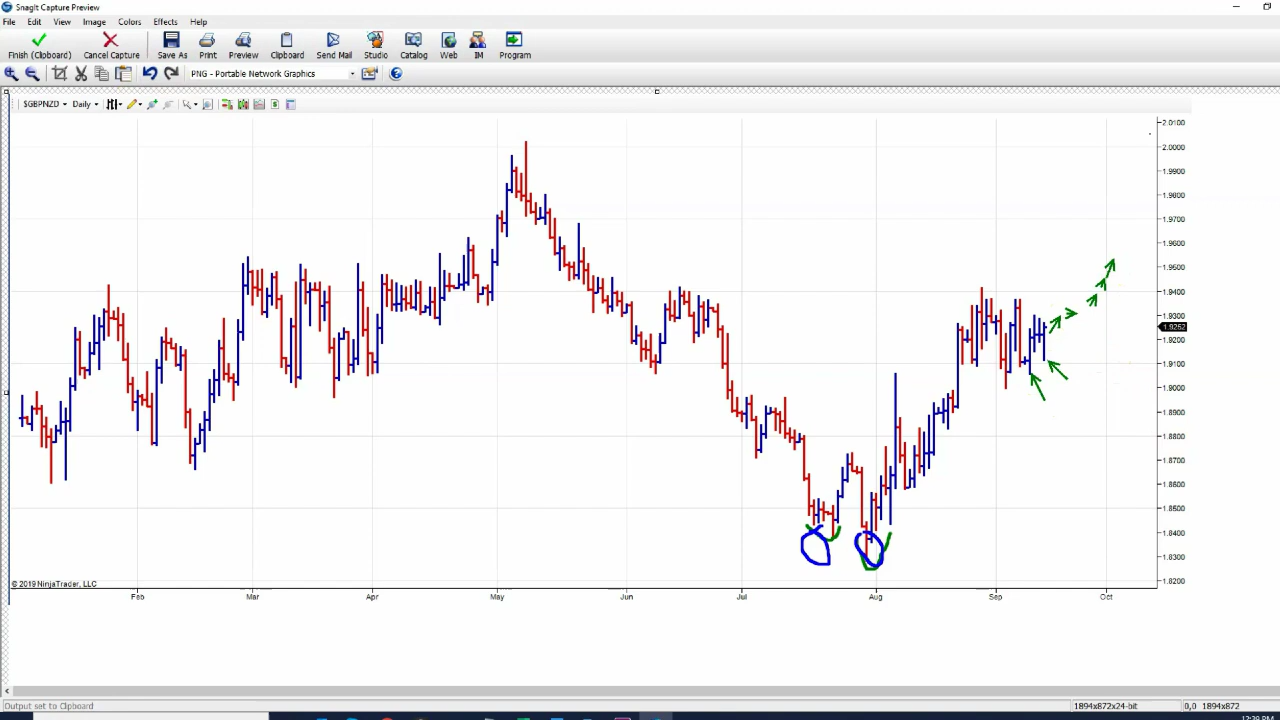 SnagIt Capture Preview
File Edit View Image Colors Effects Help
Finish (Clipboard) Cancel Capture Save As Print Preview Clipboard Send Mail Studio Catalog Web IM Program
PNG - Portable Network Graphics
$GBPNZD Daily
2.0100
2.0000
1.9900
1.9800
1.9700
1.9600
1.9500
1.9400
1.9300
1.9252
1.9200
1.9100
1.9000
1.8900
1.8800
1.8700
1.8600
1.8500
1.8400
1.8300
1.8200
© 2019 NinjaTrader, LLC
Feb Mar Apr May Jun Jul Aug Sep Oct
Output set to Clipboard 1894x872x24-bit 0,0 1894x872